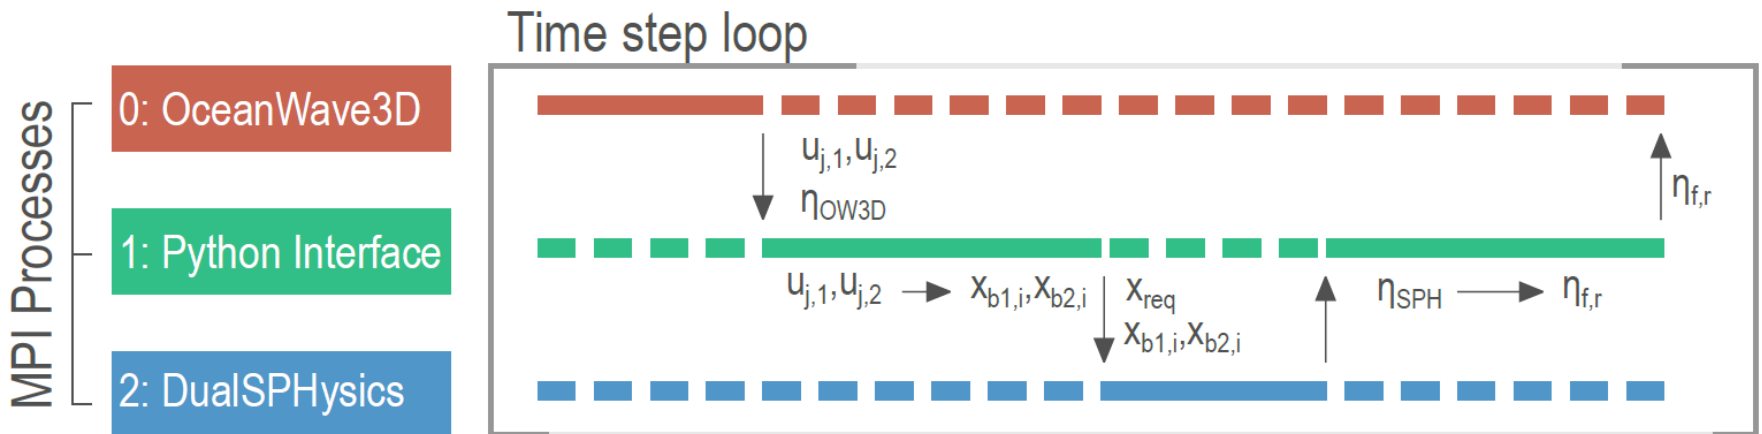 Time step loop
MPI Processes
0: OceanWave3D
1: Python Interface
2: DualSPHysics
u_{j,1},u_{j,2}
η_{OW3D}
η_{f,r}
u_{j,1},u_{j,2} → x_{b1,i},x_{b2,i}
x_{req}
x_{b1,i},x_{b2,i}
η_{SPH} → η_{f,r}